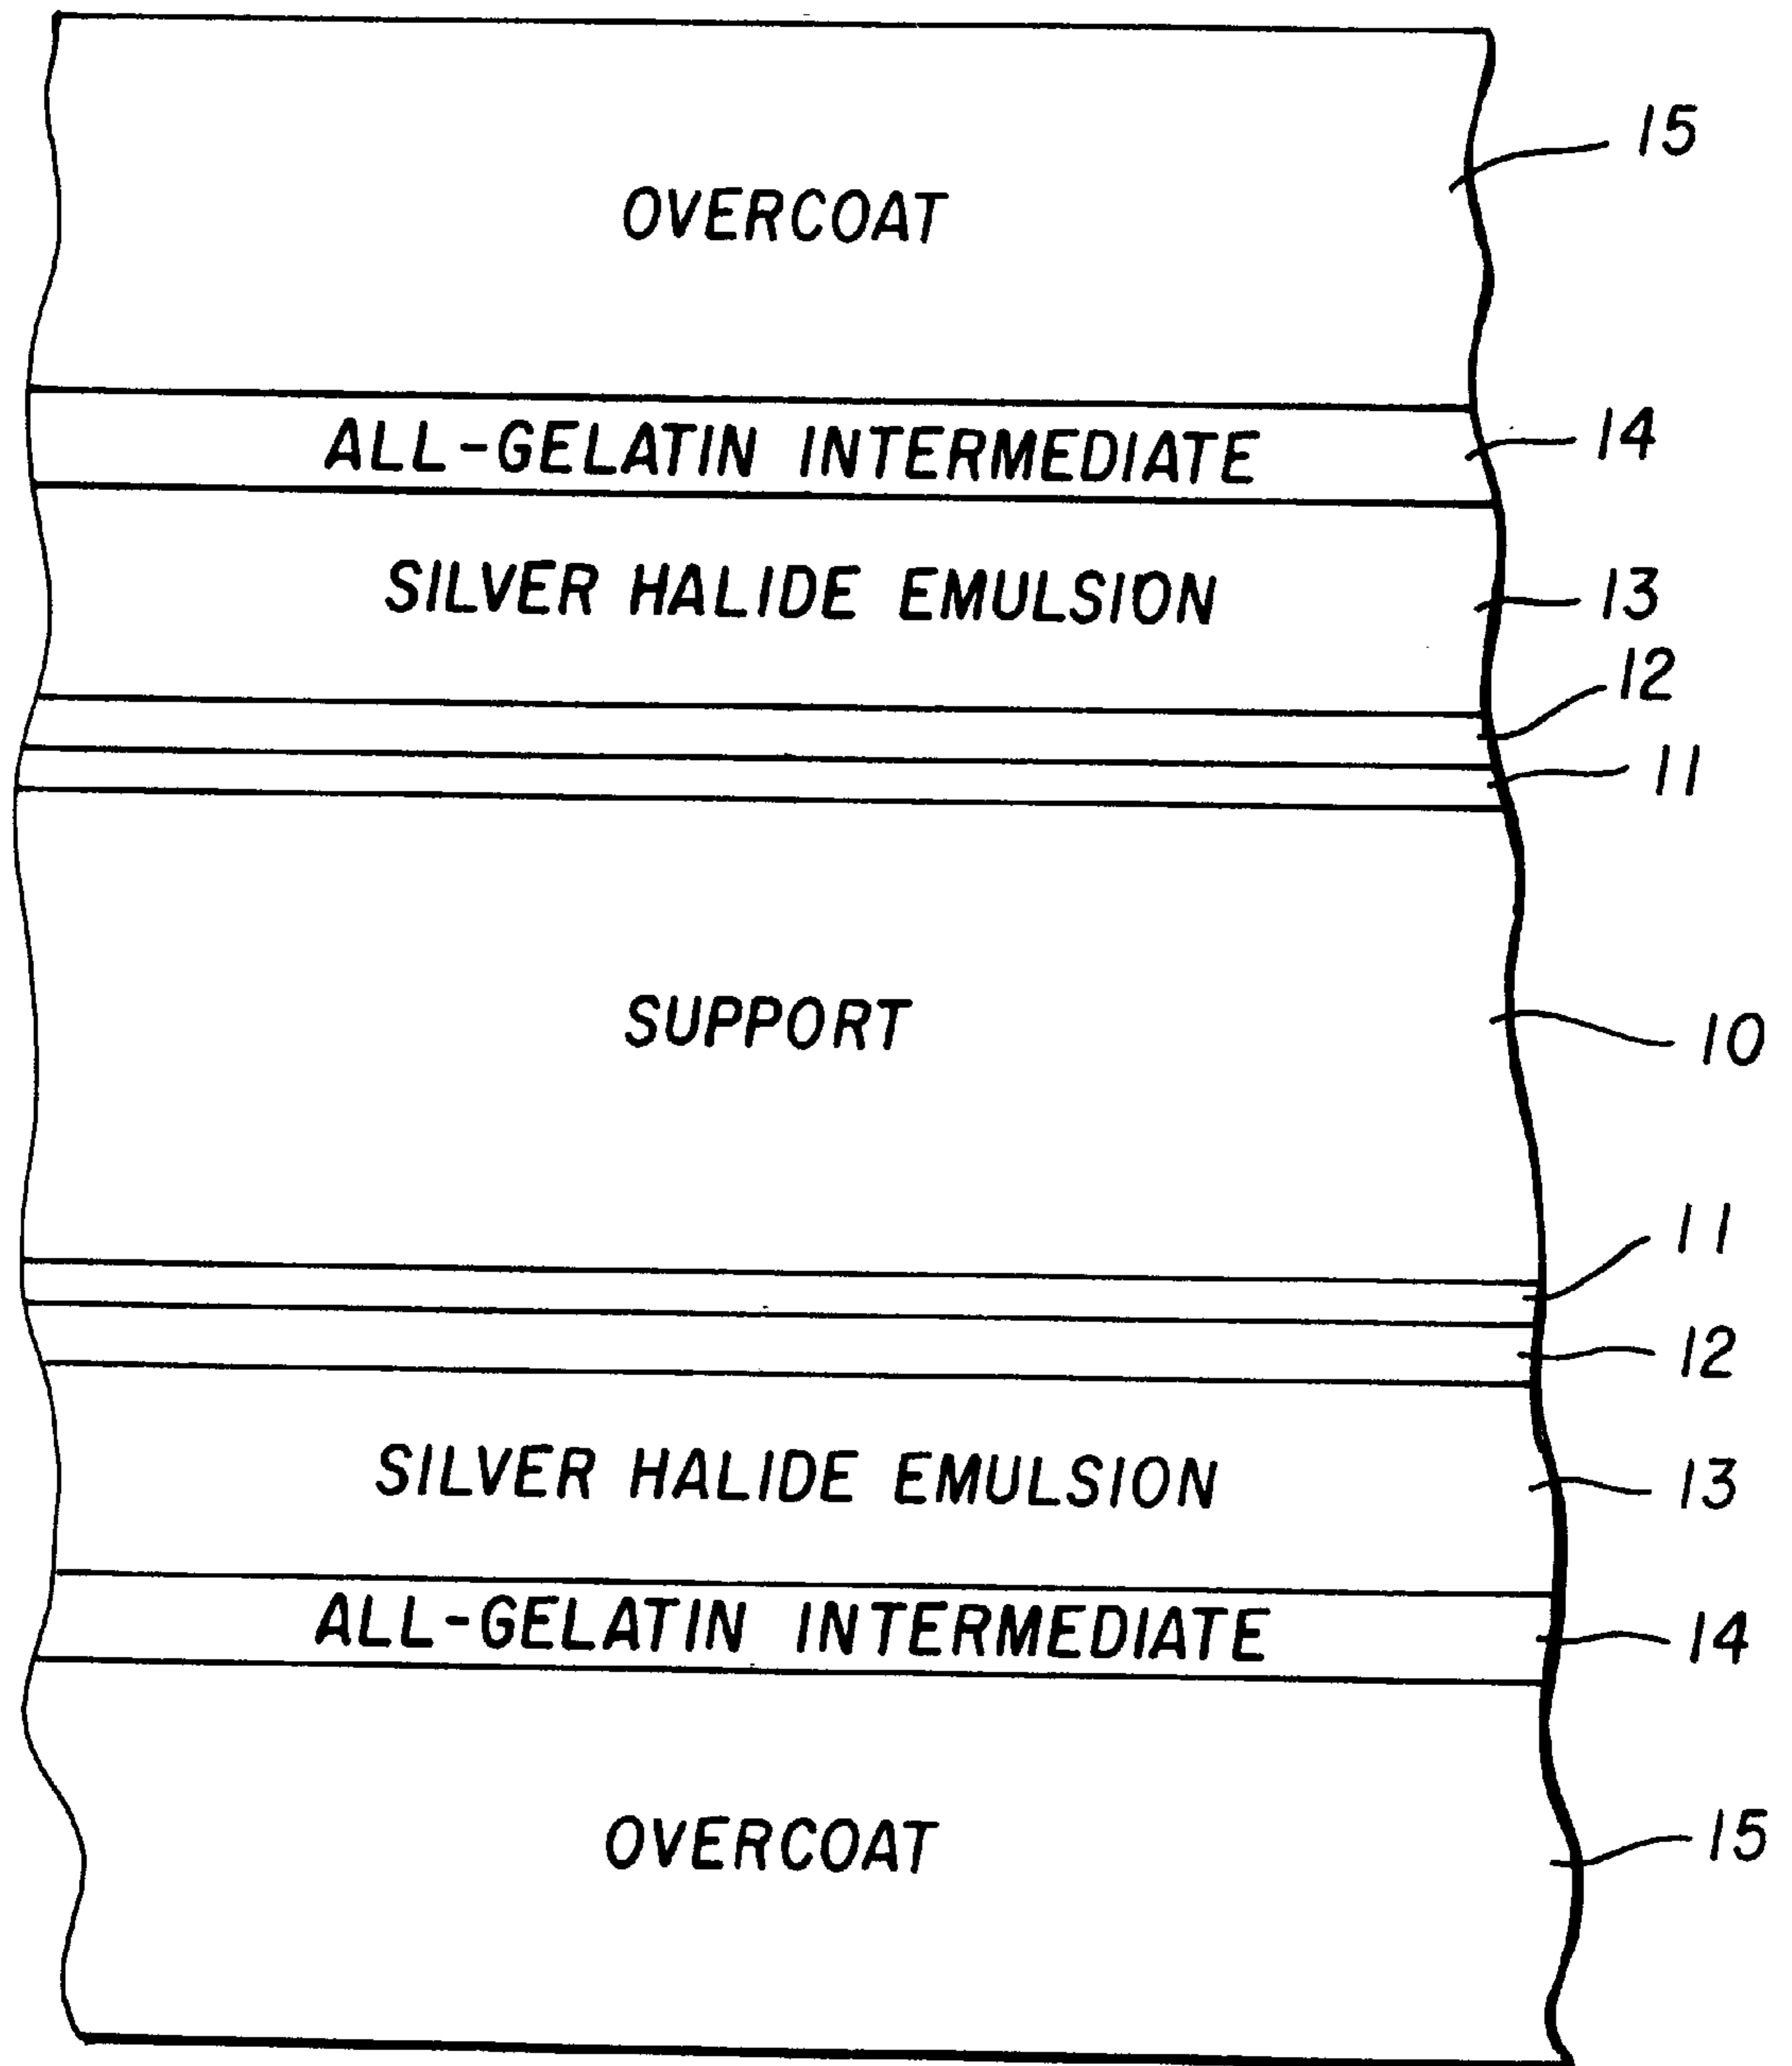 15
OVERCOAT
14
ALL-GELATIN INTERMEDIATE
13
SILVER HALIDE EMULSION
12
11
SUPPORT
10
11
12
SILVER HALIDE EMULSION
13
ALL-GELATIN INTERMEDIATE
14
OVERCOAT
15